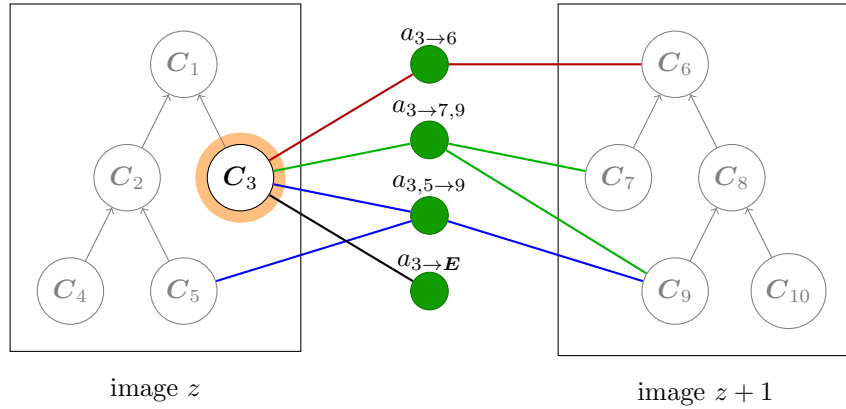 a₃→₆
C₁
C₆
a₃→₇,₉
C₂
C₃
a₃,₅→₉
C₇
C₈
a₃→E
C₄
C₅
C₉
C₁₀
image z
image z + 1